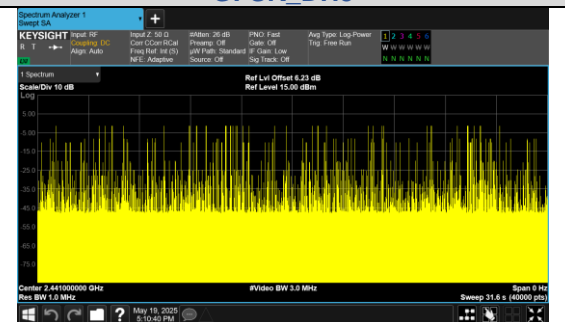 Spectrum Analyzer 1
Swept SA
+
KEYSIGHT
R T
Input: RF
Coupling: DC
Align: Auto
Input Z: 50 Ω
Corr CCorr RCal
Freq Ref: Int (S)
NFE: Adaptive
#Atten: 26 dB
Preamp: Off
µW Path: Standard
Source: Off
PNO: Fast
Gate: Off
IF Gain: Low
Sig Track: Off
Avg Type: Log-Power
Trig: Free Run
1 2 3 4 5 6
W W W W W W
N N N N N N
1 Spectrum
Scale/Div 10 dB
Log
Ref Lvl Offset 6.23 dB
Ref Level 15.00 dBm
5.00
-5.00
-15.0
-25.0
-35.0
-45.0
-55.0
-65.0
-75.0
Center 2.441000000 GHz
Res BW 1.0 MHz
#Video BW 3.0 MHz
Span 0 Hz
Sweep 31.6 s (40000 pts)
?
May 19, 2025
5:10:40 PM